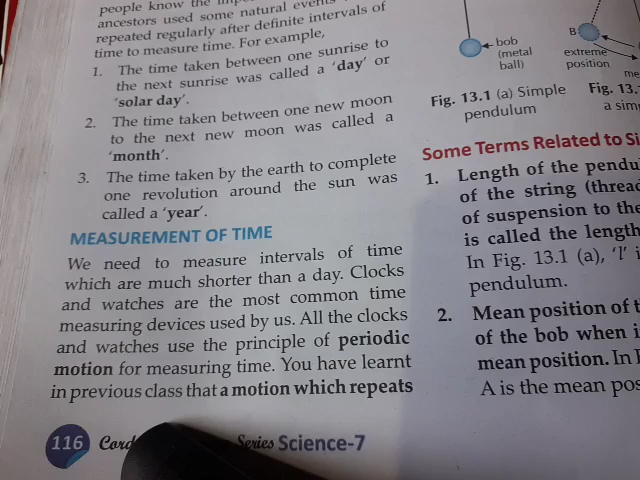 people know the
ancestors used some natural events
repeated regularly after definite intervals of
time to measure time. For example,
1. The time taken between one sunrise to
the next sunrise was called a 'day' or
'solar day'.
2. The time taken between one new moon
to the next new moon was called a
'month'.
3. The time taken by the earth to complete
one revolution around the sun was
called a 'year'.
MEASUREMENT OF TIME
We need to measure intervals of time
which are much shorter than a day. Clocks
and watches are the most common time
measuring devices used by us. All the clocks
and watches use the principle of periodic
motion for measuring time. You have learnt
in previous class that a motion which repeats
116 Series Science-7
bob
(metal
ball)
B
extreme
position
Fig. 13.1 (a) Simple
pendulum
Fig. 13.
a sim
Some Terms Related to Si
1. Length of the pendu
of the string (thread
of suspension to the
is called the length
In Fig. 13.1 (a), 'l' i
pendulum.
2. Mean position of t
of the bob when i
mean position. In
A is the mean pos